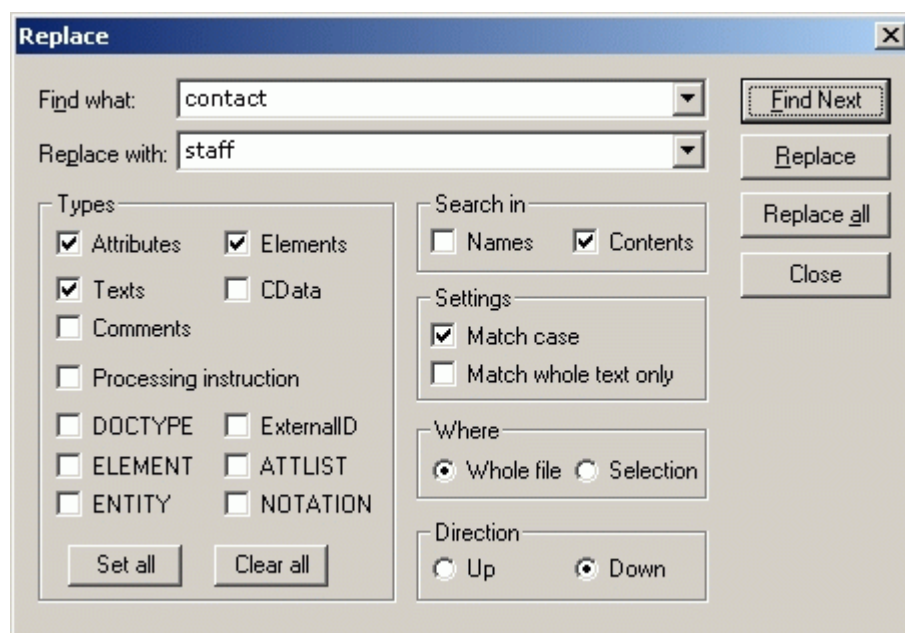 Replace
Find what: contact
Replace with: staff
Find Next
Replace
Replace all
Close
Types
Attributes Elements
Texts CData
Comments
Processing instruction
DOCTYPE ExternalID
ELEMENT ATTLIST
ENTITY NOTATION
Set all Clear all
Search in
Names Contents
Settings
Match case
Match whole text only
Where
Whole file Selection
Direction
Up Down